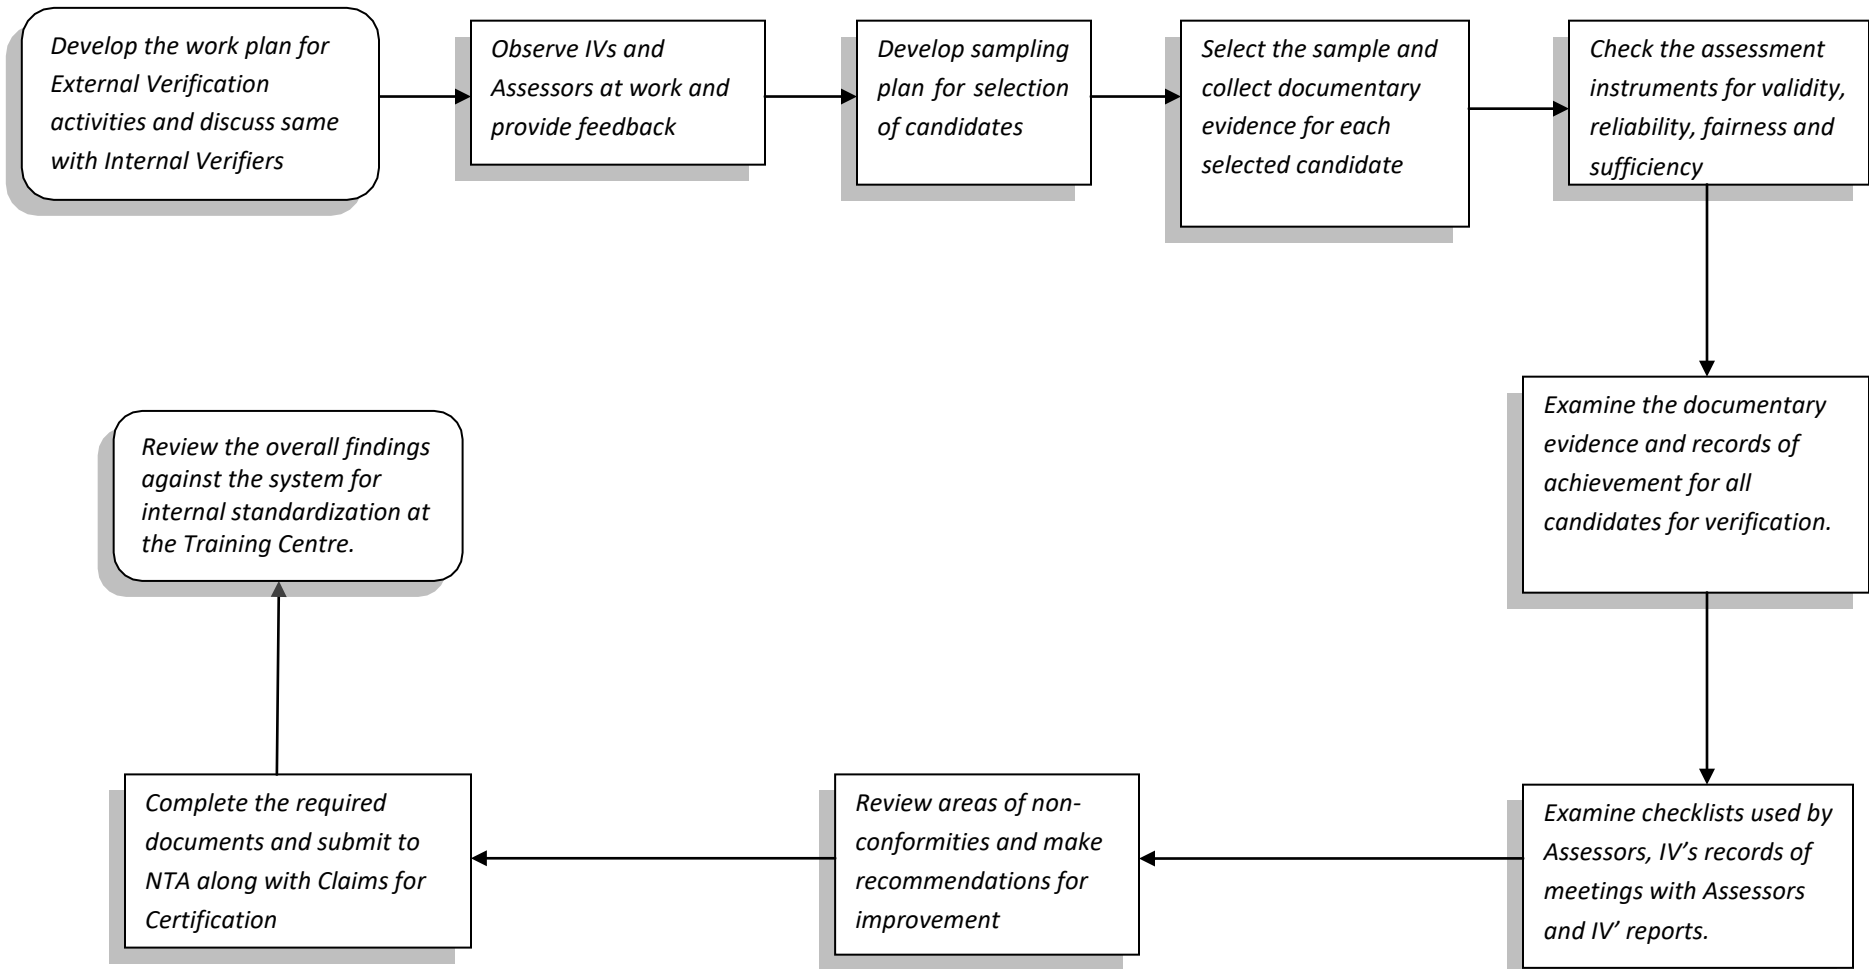 Develop the work plan for
External Verification
activities and discuss same
with Internal Verifiers
Observe IVs and
Assessors at work and
provide feedback
Develop sampling
plan for selection
of candidates
Select the sample and
collect documentary
evidence for each
selected candidate
Check the assessment
instruments for validity,
reliability, fairness and
sufficiency
Examine the documentary
evidence and records of
achievement for all
candidates for verification.
Examine checklists used by
Assessors, IV’s records of
meetings with Assessors
and IV’ reports.
Review areas of non-
conformities and make
recommendations for
improvement
Complete the required
documents and submit to
NTA along with Claims for
Certification
Review the overall findings
against the system for
internal standardization at
the Training Centre.